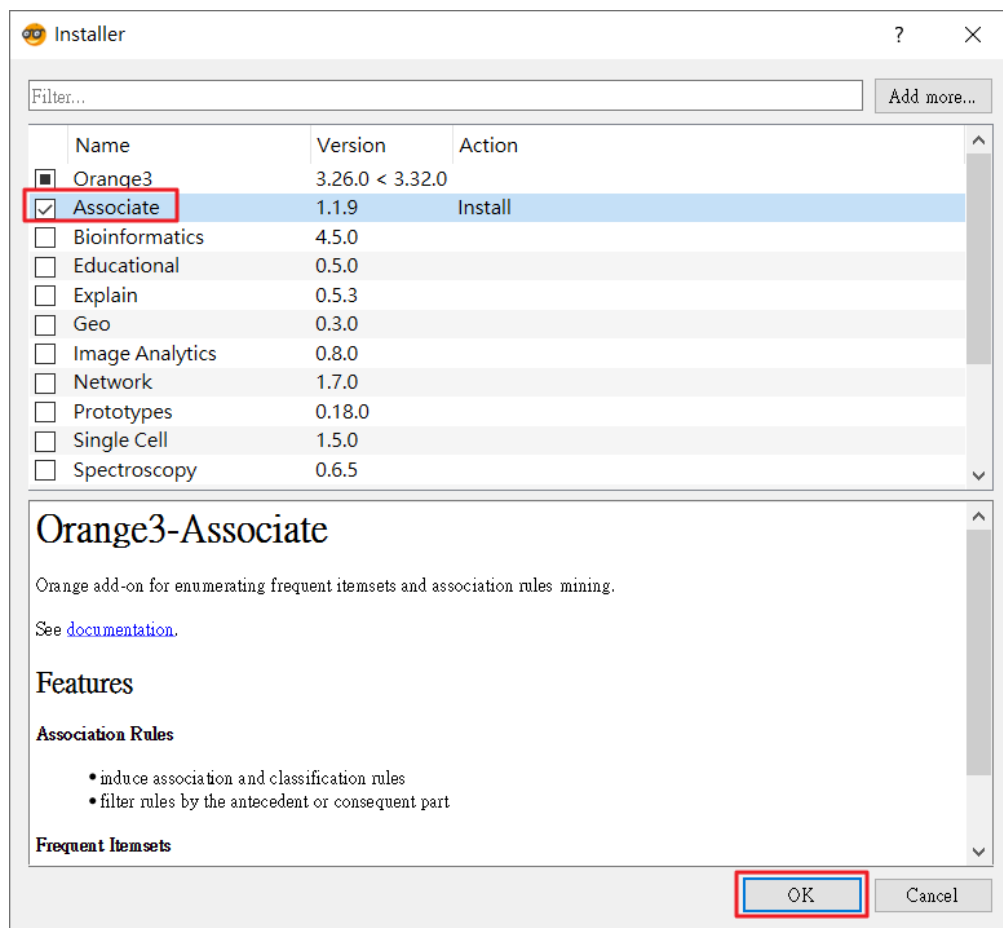 Installer ?
Filter... Add more...
Name Version Action
Orange3 3.26.0 < 3.32.0
Associate 1.1.9 Install
Bioinformatics 4.5.0
Educational 0.5.0
Explain 0.5.3
Geo 0.3.0
Image Analytics 0.8.0
Network 1.7.0
Prototypes 0.18.0
Single Cell 1.5.0
Spectroscopy 0.6.5
Orange3-Associate
Orange add-on for enumerating frequent itemsets and association rules mining.
See documentation.
Features
Association Rules
• induce association and classification rules
• filter rules by the antecedent or consequent part
Frequent Itemsets
OK Cancel